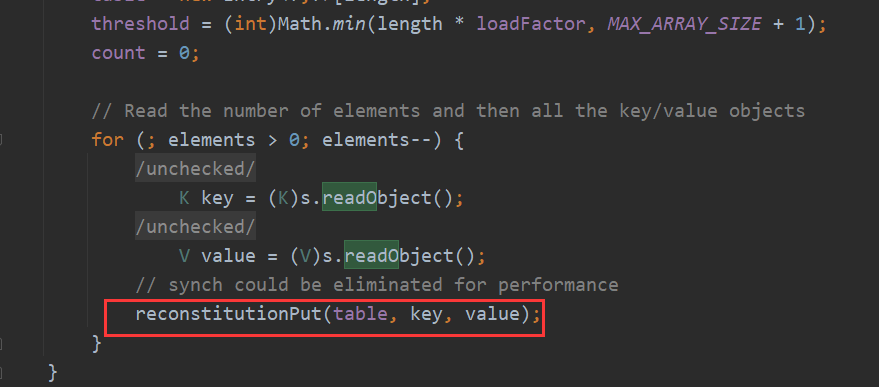 threshold = (int)Math.min(length * loadFactor, MAX_ARRAY_SIZE + 1);
count = 0;
// Read the number of elements and then all the key/value objects
for (; elements > 0; elements--) {
/unchecked/
K key = (K)s.readObject();
/unchecked/
V value = (V)s.readObject();
// synch could be eliminated for performance
reconstitutionPut(table, key, value);
}
}